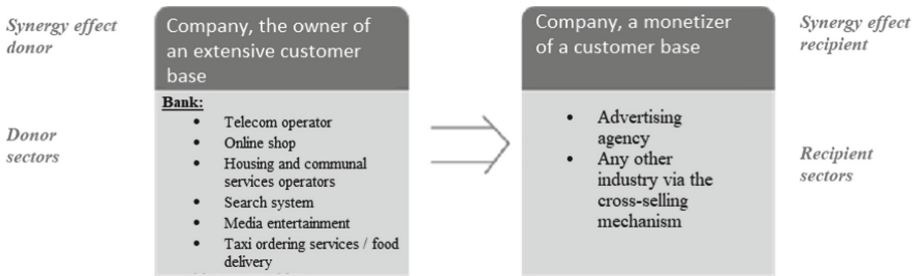 Synergy effect
donor
Company, the owner of
an extensive customer
base
Company, a monetizer
of a customer base
Synergy effect
recipient
Donor
sectors
Bank:
• Telecom operator
• Online shop
• Housing and communal
services operators
• Search system
• Media entertainment
• Taxi ordering services / food
delivery
• Advertising
agency
• Any other
industry via the
cross-selling
mechanism
Recipient
sectors